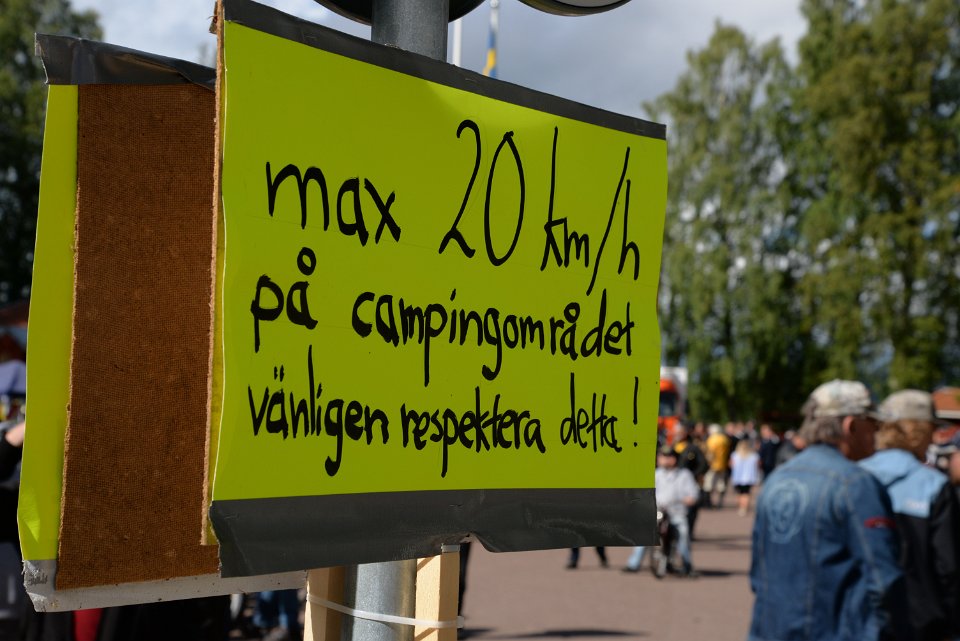 max 20 km/h
på campingområdet
vänligen respektera detta!